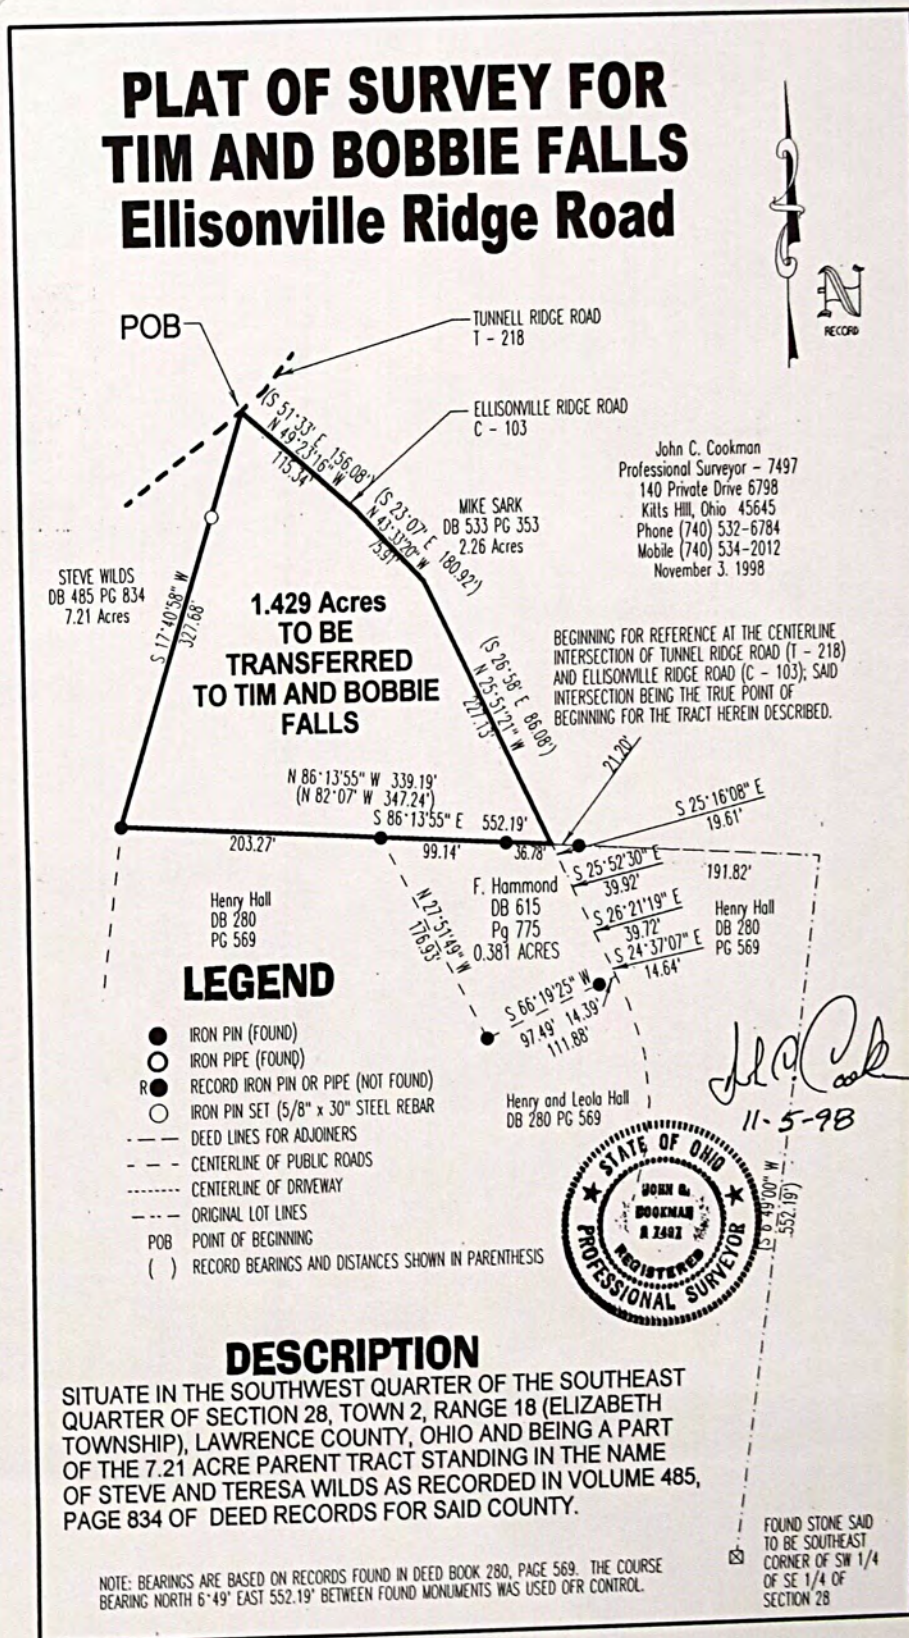 PLAT OF SURVEY FOR
TIM AND BOBBIE FALLS
Ellisonville Ridge Road
N
RECORD
POB
TUNNELL RIDGE ROAD
T - 218
(S 51°33' E 156.08')
N 49°23'16" W
115.34'
ELLISONVILLE RIDGE ROAD
C - 103
(S 23°07' E 180.92')
N 43°33'20" W
75.97'
MIKE SARK
DB 533 PG 353
2.26 Acres
John C. Cookman
Professional Surveyor - 7497
140 Private Drive 6798
Kitts Hill, Ohio 45645
Phone (740) 532-6784
Mobile (740) 534-2012
November 3. 1998
STEVE WILDS
DB 485 PG 834
7.21 Acres
S 17°40'58" W
327.68'
1.429 Acres
TO BE
TRANSFERRED
TO TIM AND BOBBIE
FALLS
(S 26°58' E 86.08')
N 25°51'21" W
227.13'
BEGINNING FOR REFERENCE AT THE CENTERLINE
INTERSECTION OF TUNNEL RIDGE ROAD (T - 218)
AND ELLISONVILLE RIDGE ROAD (C - 103); SAID
INTERSECTION BEING THE TRUE POINT OF
BEGINNING FOR THE TRACT HEREIN DESCRIBED.
21.20'
N 86°13'55" W 339.19'
(N 82°07' W 347.24')
S 86°13'55" E 552.19'
203.27'
99.14'
36.78'
S 25°16'08" E
19.61'
191.82'
S 25°52'30" E
39.92'
S 26°21'19" E
39.72'
S 24°37'07" E
14.64'
Henry Hall
DB 280
PG 569
N 27°51'49" W
176.93'
F. Hammond
DB 615
Pg 775
0.381 ACRES
Henry Hall
DB 280
PG 569
S 66°19'25" W
97.49' 14.39'
111.88'
LEGEND
IRON PIN (FOUND)
IRON PIPE (FOUND)
R RECORD IRON PIN OR PIPE (NOT FOUND)
IRON PIN SET (5/8" x 30" STEEL REBAR
DEED LINES FOR ADJOINERS
CENTERLINE OF PUBLIC ROADS
CENTERLINE OF DRIVEWAY
ORIGINAL LOT LINES
POB POINT OF BEGINNING
( ) RECORD BEARINGS AND DISTANCES SHOWN IN PARENTHESIS
Henry and Leola Hall
DB 280 PG 569
11-5-98
STATE OF OHIO
JOHN
7497
REGISTERED
PROFESSIONAL SURVEYOR
(S 6°49'00" W
552.19')
DESCRIPTION
SITUATE IN THE SOUTHWEST QUARTER OF THE SOUTHEAST
QUARTER OF SECTION 28, TOWN 2, RANGE 18 (ELIZABETH
TOWNSHIP), LAWRENCE COUNTY, OHIO AND BEING A PART
OF THE 7.21 ACRE PARENT TRACT STANDING IN THE NAME
OF STEVE AND TERESA WILDS AS RECORDED IN VOLUME 485,
PAGE 834 OF DEED RECORDS FOR SAID COUNTY.
NOTE: BEARINGS ARE BASED ON RECORDS FOUND IN DEED BOOK 280, PAGE 569. THE COURSE
BEARING NORTH 6°49' EAST 552.19' BETWEEN FOUND MONUMENTS WAS USED OFR CONTROL.
FOUND STONE SAID
TO BE SOUTHEAST
CORNER OF SW 1/4
OF SE 1/4 OF
SECTION 28